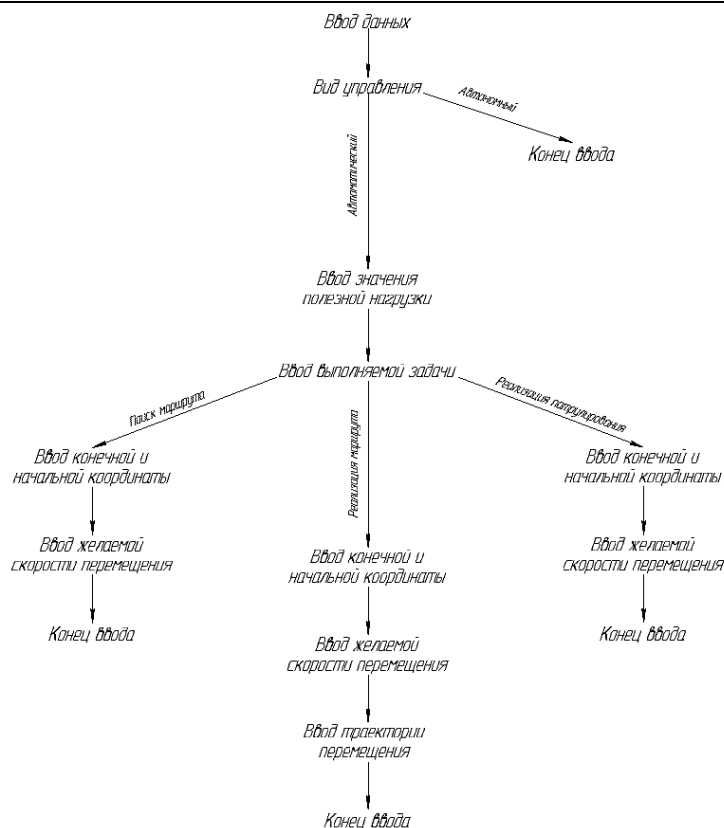 Ввод данных
Вид управления
Автономный
Конец ввода
Автоматический
Ввод значения
полезной нагрузки
Ввод выполняемой задачи
Поиск маршрута
Реализация маршрута
Реализация патрулирования
Ввод конечной и
начальной координаты
Ввод желаемой
скорости перемещения
Конец ввода
Ввод конечной и
начальной координаты
Ввод желаемой
скорости перемещения
Ввод траектории
перемещения
Конец ввода
Ввод конечной и
начальной координаты
Ввод желаемой
скорости перемещения
Конец ввода